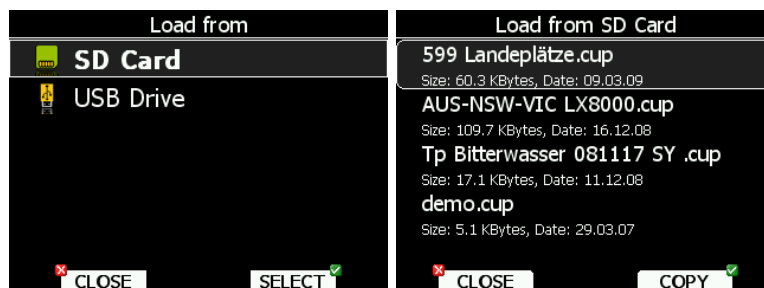 Load from
SD Card
USB Drive
CLOSE
SELECT
Load from SD Card
599 Landeplätze.cup
Size: 60.3 KBytes, Date: 09.03.09
AUS-NSW-VIC LX8000.cup
Size: 109.7 KBytes, Date: 16.12.08
Tp Bitterwasser 081117 SY .cup
Size: 17.1 KBytes, Date: 11.12.08
demo.cup
Size: 5.1 KBytes, Date: 29.03.07
CLOSE
COPY